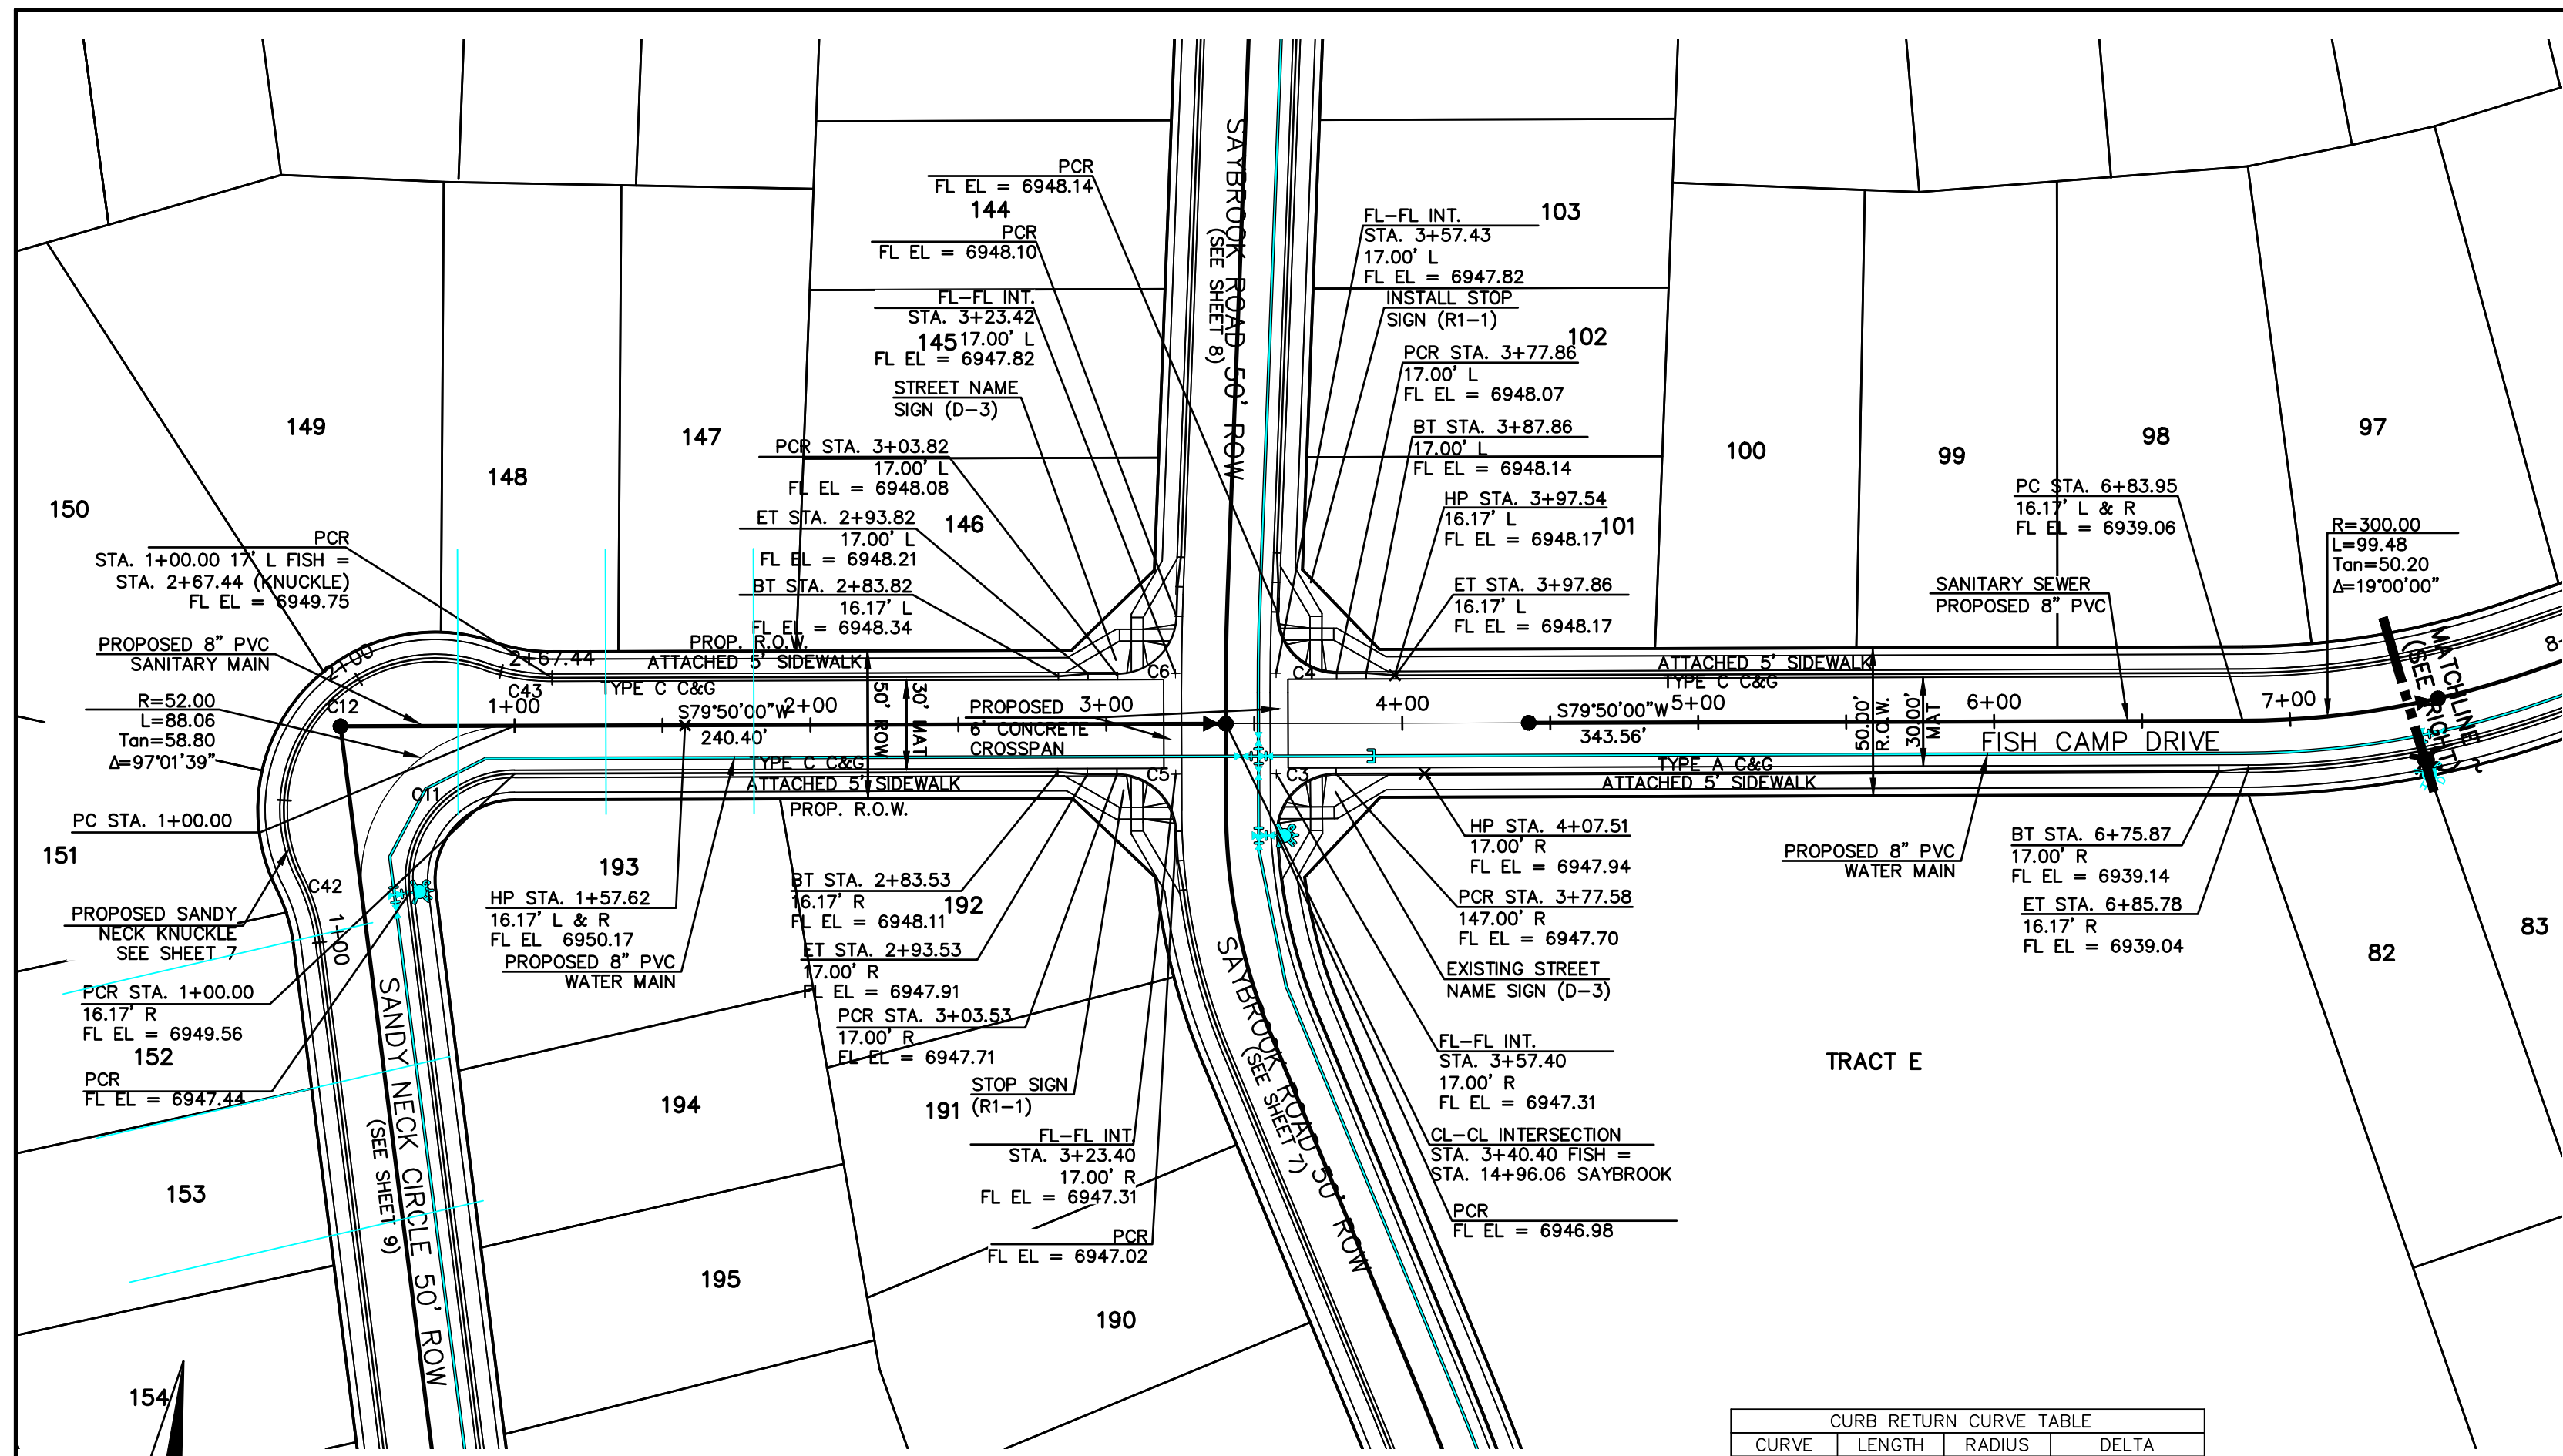 PCR
FL EL = 6948.14
144
PCR
FL EL = 6948.10
FL-FL INT.
STA. 3+23.42
17.00' L
FL EL = 6947.82
145
STREET NAME
SIGN (D-3)
PCR STA. 3+03.82
17.00' L
FL EL = 6948.08
ET STA. 2+93.82
17.00' L
FL EL = 6948.21
146
BT STA. 2+83.82
16.17' L
FL EL = 6948.34
SAYBROOK ROAD 50' ROW
(SEE SHEET 8)
FL-FL INT.
STA. 3+57.43
17.00' L
FL EL = 6947.82
103
INSTALL STOP
SIGN (R1-1)
102
PCR STA. 3+77.86
17.00' L
FL EL = 6948.07
BT STA. 3+87.86
17.00' L
FL EL = 6948.14
HP STA. 3+97.54
16.17' L
FL EL = 6948.17
101
ET STA. 3+97.86
16.17' L
FL EL = 6948.17
149
148
147
150
100
99
98
97
PC STA. 6+83.95
16.17' L & R
FL EL = 6939.06
R=300.00
L=99.48
Tan=50.20
Δ=19°00'00"
SANITARY SEWER
PROPOSED 8" PVC
MATCHLINE
(SEE RIGHT)
PCR
STA. 1+00.00 17' L FISH =
STA. 2+67.44 (KNUCKLE)
FL EL = 6949.75
PROPOSED 8" PVC
SANITARY MAIN
R=52.00
L=88.06
Tan=58.80
Δ=97°01'39"
PC STA. 1+00.00
151
PROPOSED SANDY
NECK KNUCKLE
SEE SHEET 7
PCR STA. 1+00.00
16.17' R
FL EL = 6949.56
152
PCR
FL EL = 6947.44
2+00
2+67.44
C43
C12
C11
C42
1+00
PROP. R.O.W.
ATTACHED 5' SIDEWALK
TYPE C C&G
1+00
S79°50'00"W
240.40'
2+00
50' ROW
30' MAT
PROPOSED
6' CONCRETE
CROSSPAN
3+00
C6
C4
C5
C3
TYPE C C&G
ATTACHED 5' SIDEWALK
PROP. R.O.W.
4+00
S79°50'00"W
343.56'
5+00
6+00
7+00
8-
ATTACHED 5' SIDEWALK
TYPE C C&G
50.00'
R.O.W.
30.00'
MAT
FISH CAMP DRIVE
TYPE A C&G
ATTACHED 5' SIDEWALK
193
HP STA. 1+57.62
16.17' L & R
FL EL 6950.17
PROPOSED 8" PVC
WATER MAIN
BT STA. 2+83.53
16.17' R
FL EL = 6948.11
192
ET STA. 2+93.53
17.00' R
FL EL = 6947.91
PCR STA. 3+03.53
17.00' R
FL EL = 6947.71
STOP SIGN
(R1-1)
191
FL-FL INT.
STA. 3+23.40
17.00' R
FL EL = 6947.31
PCR
FL EL = 6947.02
HP STA. 4+07.51
17.00' R
FL EL = 6947.94
PCR STA. 3+77.58
147.00' R
FL EL = 6947.70
EXISTING STREET
NAME SIGN (D-3)
FL-FL INT.
STA. 3+57.40
17.00' R
FL EL = 6947.31
CL-CL INTERSECTION
STA. 3+40.40 FISH =
STA. 14+96.06 SAYBROOK
PCR
FL EL = 6946.98
PROPOSED 8" PVC
WATER MAIN
BT STA. 6+75.87
17.00' R
FL EL = 6939.14
ET STA. 6+85.78
16.17' R
FL EL = 6939.04
83
82
TRACT E
SAYBROOK ROAD 50' ROW
(SEE SHEET 7)
SANDY NECK CIRCLE 50' ROW
(SEE SHEET 9)
194
153
195
190
154
CURB RETURN CURVE TABLE
CURVE LENGTH RADIUS DELTA